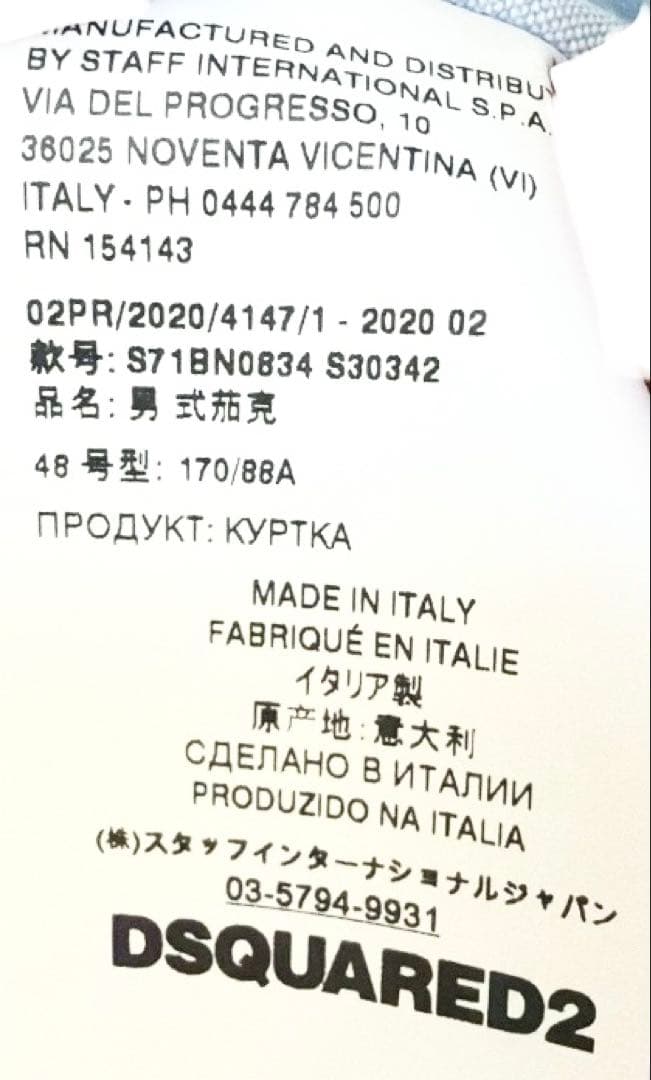 MANUFACTURED AND DISTRIBU
BY STAFF INTERNATIONAL S.P.A.
VIA DEL PROGRESSO, 10
36025 NOVENTA VICENTINA (VI)
ITALY - PH 0444 784 500
RN 154143
02PR/2020/4147/1 - 2020 02
款号: S71BN0834 S30342
品名: 男 式茄克
48 号型: 170/88A
ПРОДУКТ: КУРТКА
MADE IN ITALY
FABRIQUÉ EN ITALIE
イタリア製
原产地:意大利
СДЕЛАНО В ИТАЛИИ
PRODUZIDO NA ITALIA
(株)スタッフインターナショナルジャパン
03-5794-9931
DSQUARED2